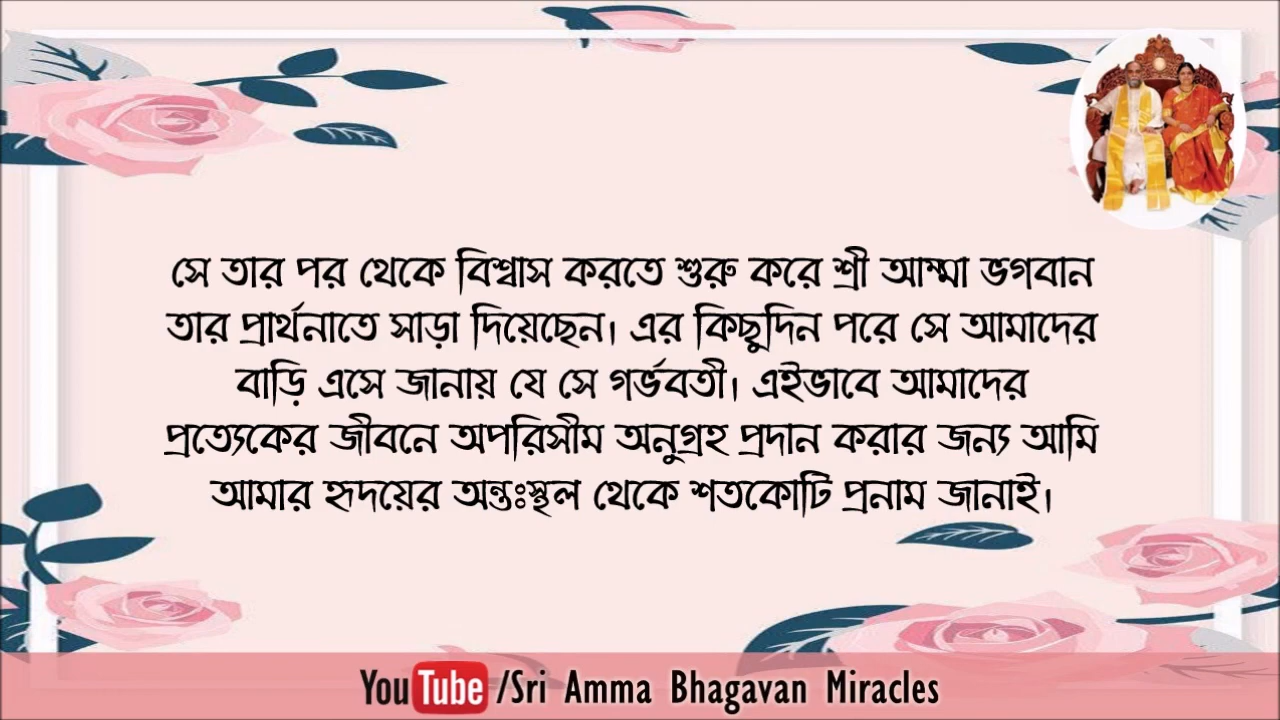 সে তার পর থেকে বিশ্বাস করতে শুরু করে শ্রী আম্মা ভগবান
তার প্রার্থনাতে সাড়া দিয়েছেন। এর কিছুদিন পরে সে আমাদের
বাড়ি এসে জানায় যে সে গর্ভবতী। এইভাবে আমাদের
প্রত্যেকের জীবনে অপরিসীম অনুগ্রহ প্রদান করার জন্য আমি
আমার হৃদয়ের অন্তঃস্থল থেকে শতকোটি প্রনাম জানাই।
YouTube /Sri Amma Bhagavan Miracles